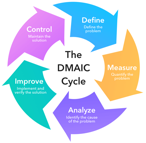 Define
Define the
problem
Measure
Quantify the
problem
Analyze
Identify the cause
of the problem
Improve
Implement and
verify the solution
Control
Maintain the
solution
The
DMAIC
Cycle